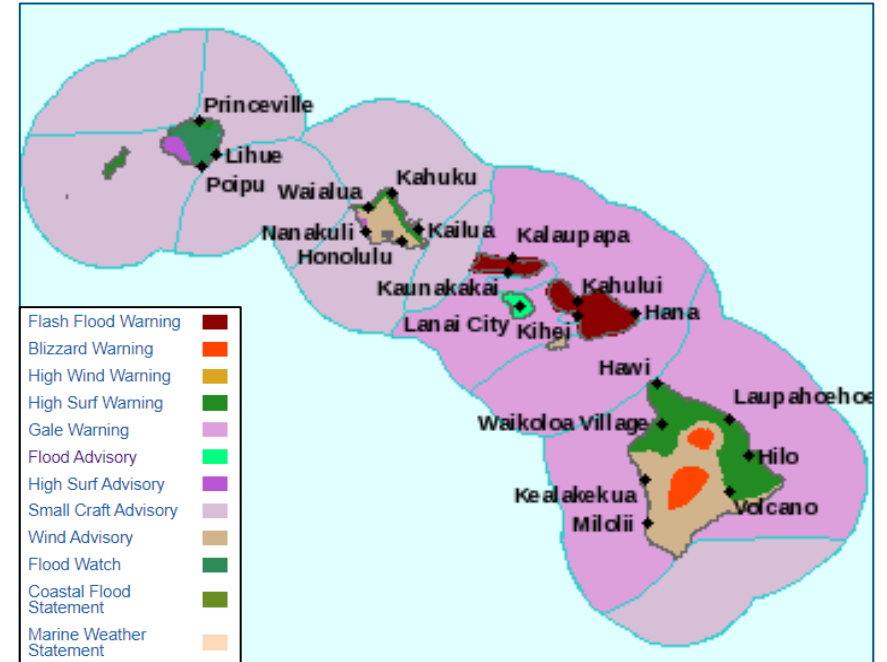 Princeville
Lihue
Poipu
Kahuku
Waialua
Nanakuli
Kailua
Honolulu
Kalaupapa
Kaunakakai
Kahului
Lanai City
Kihei
Hana
Hawi
Laupahoehoe
Waikoloa Village
Hilo
Kealakekua
Volcano
Milolii
Flash Flood Warning
Blizzard Warning
High Wind Warning
High Surf Warning
Gale Warning
Flood Advisory
High Surf Advisory
Small Craft Advisory
Wind Advisory
Flood Watch
Coastal Flood
Statement
Marine Weather
Statement